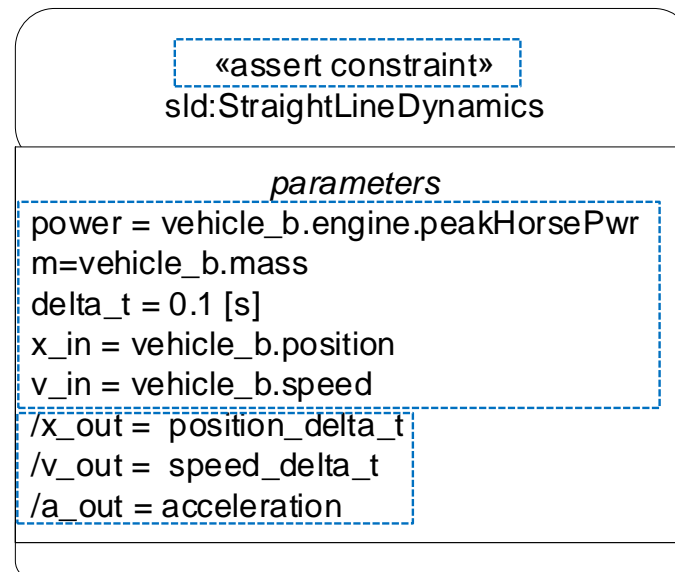 «assert constraint»
sld:StraightLineDynamics
parameters
power = vehicle_b.engine.peakHorsePwr
m=vehicle_b.mass
delta_t = 0.1 [s]
x_in = vehicle_b.position
v_in = vehicle_b.speed
/x_out =  position_delta_t
/v_out =  speed_delta_t
/a_out = acceleration